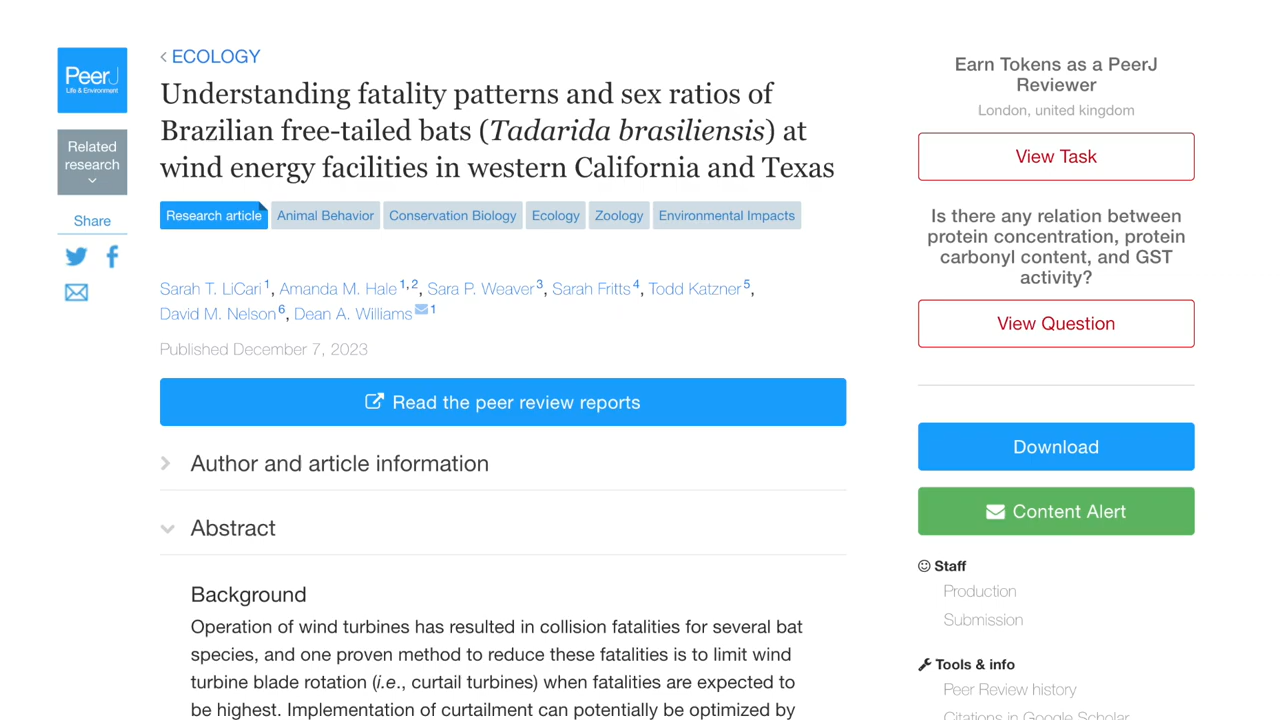 PeerJ
Life & Environment
Related
research
Share
ECOLOGY
Understanding fatality patterns and sex ratios of
Brazilian free-tailed bats (Tadarida brasiliensis) at
wind energy facilities in western California and Texas
Research article Animal Behavior Conservation Biology Ecology Zoology Environmental Impacts
Sarah T. LiCari 1, Amanda M. Hale 1,2, Sara P. Weaver 3, Sarah Fritts 4, Todd Katzner 5,
David M. Nelson 6, Dean A. Williams 1
Published December 7, 2023
Read the peer review reports
Author and article information
Abstract
Background
Operation of wind turbines has resulted in collision fatalities for several bat
species, and one proven method to reduce these fatalities is to limit wind
turbine blade rotation (i.e., curtail turbines) when fatalities are expected to
be highest. Implementation of curtailment can potentially be optimized by
Earn Tokens as a PeerJ
Reviewer
London, united kingdom
View Task
Is there any relation between
protein concentration, protein
carbonyl content, and GST
activity?
View Question
Download
Content Alert
Staff
Production
Submission
Tools & info
Peer Review history
Citations in Google Scholar